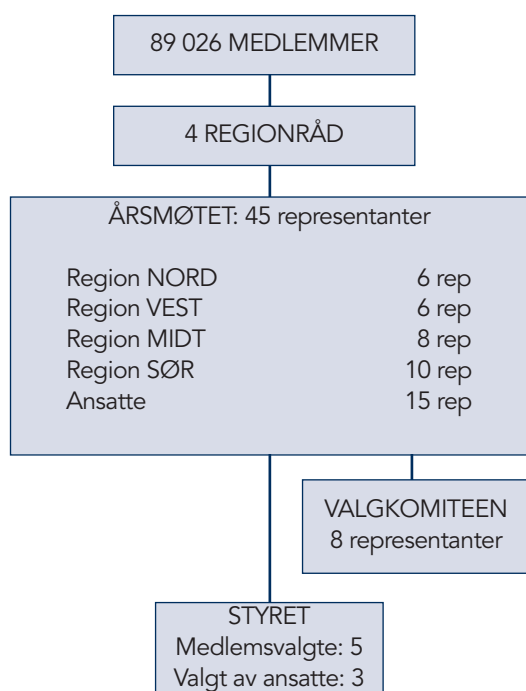 89 026 MEDLEMMER
4 REGIONRÅD
ÅRSMØTET: 45 representanter
Region NORD 6 rep
Region VEST 6 rep
Region MIDT 8 rep
Region SØR 10 rep
Ansatte 15 rep
VALGKOMITEEN
8 representanter
STYRET
Medlemsvalgte: 5
Valgt av ansatte: 3